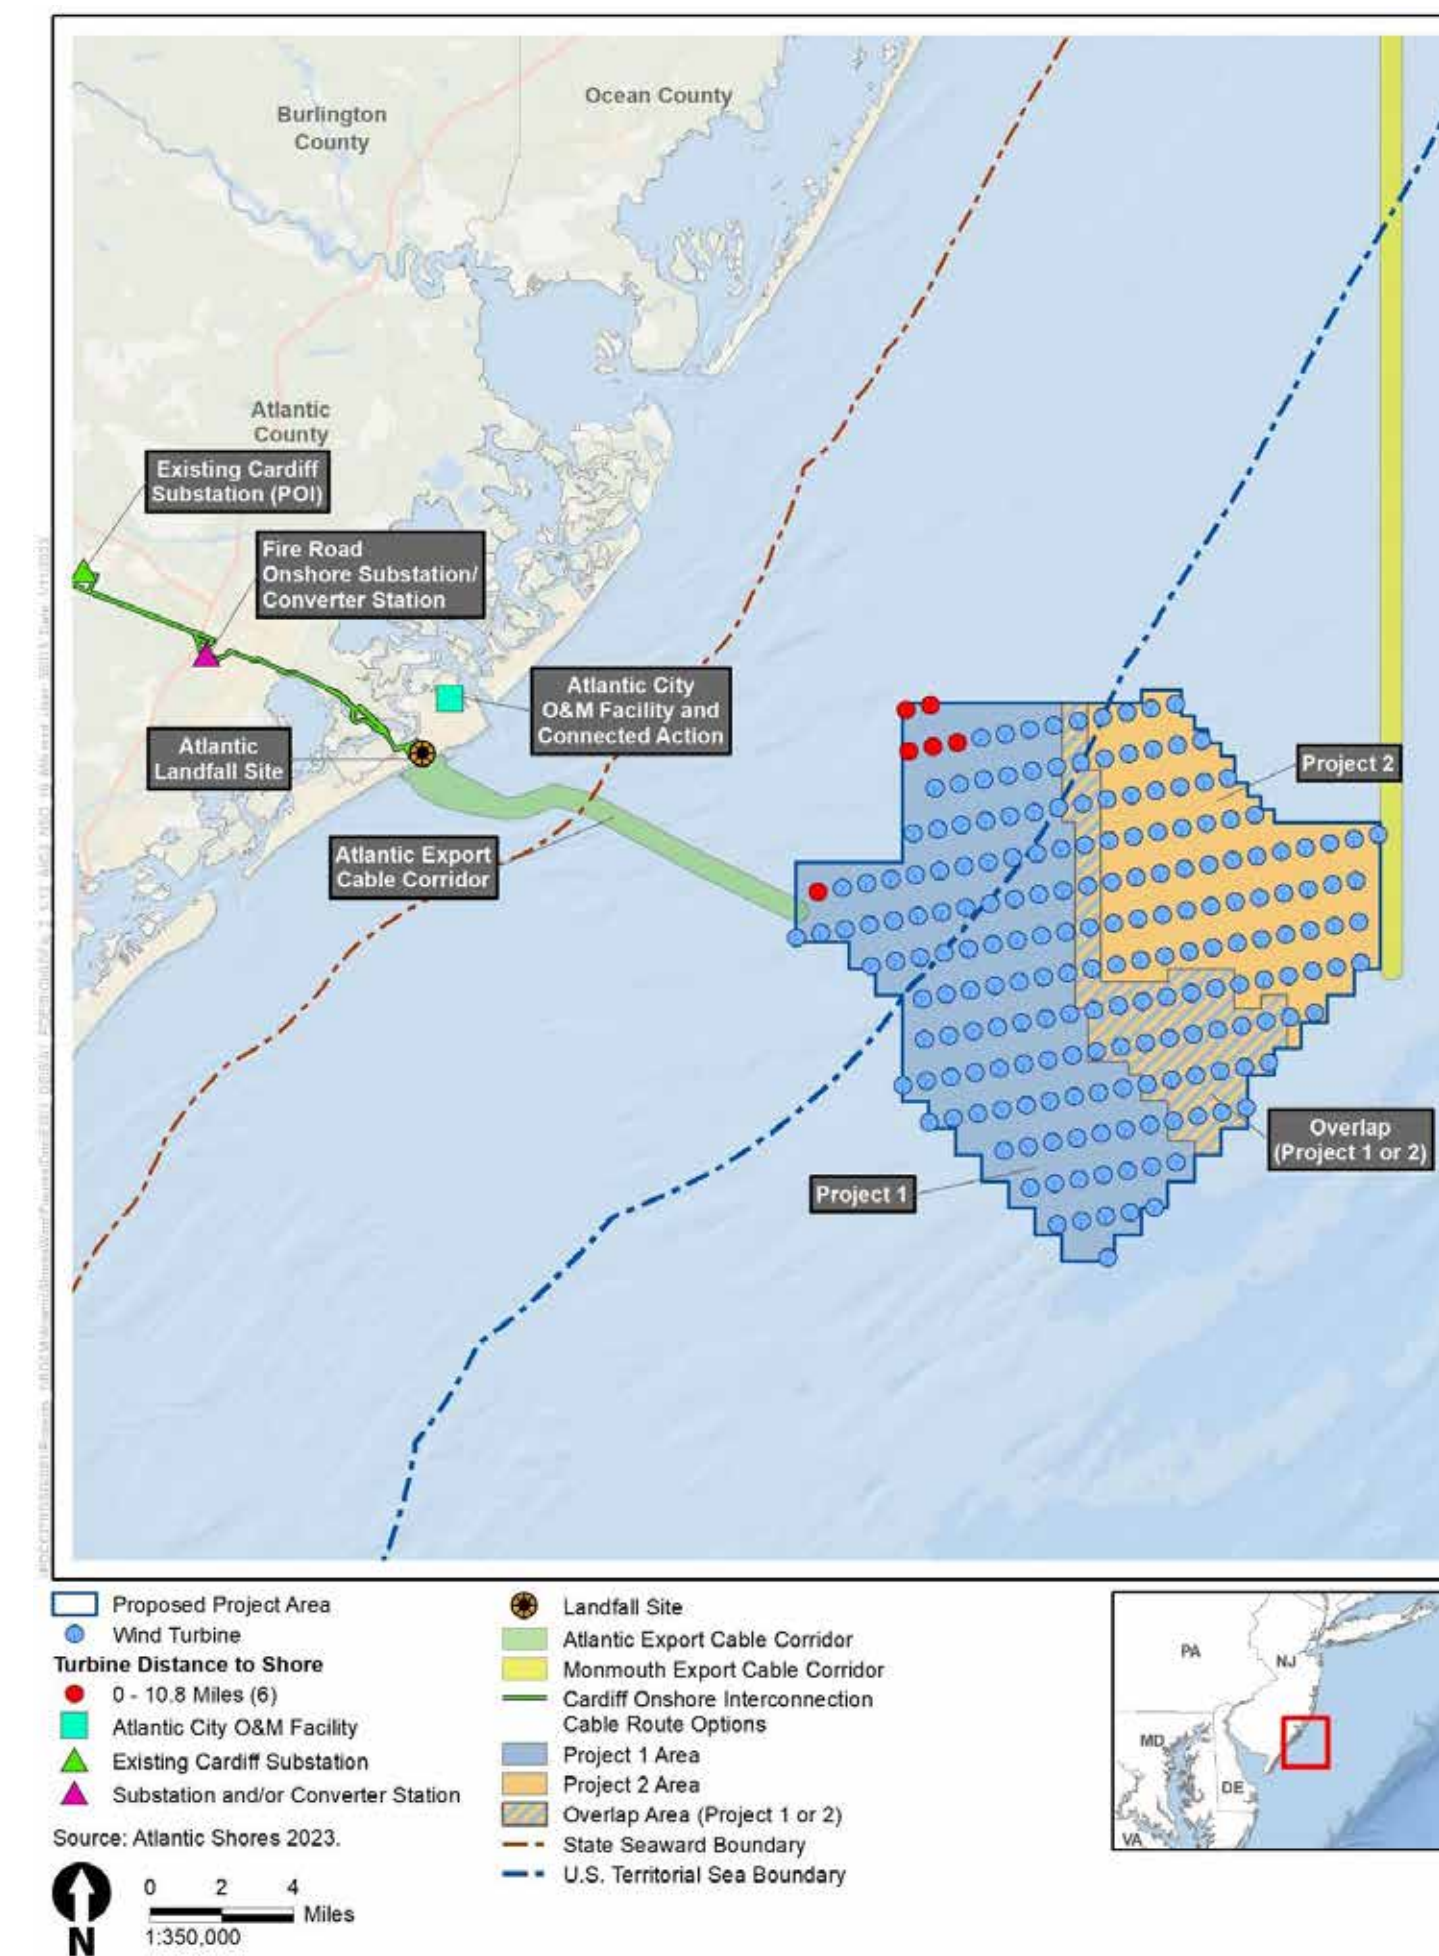 Ocean County
Burlington
County
Atlantic
County
Existing Cardiff
Substation (POI)
Fire Road
Onshore Substation/
Converter Station
Atlantic City
O&M Facility and
Connected Action
Atlantic
Landfall Site
Project 2
Atlantic Export
Cable Corridor
Overlap
(Project 1 or 2)
Project 1
Proposed Project Area
Wind Turbine
Turbine Distance to Shore
0 - 10.8 Miles (6)
Atlantic City O&M Facility
Existing Cardiff Substation
Substation and/or Converter Station
Source: Atlantic Shores 2023.
0 2 4
Miles
1:350,000
N
Landfall Site
Atlantic Export Cable Corridor
Monmouth Export Cable Corridor
Cardiff Onshore Interconnection
Cable Route Options
Project 1 Area
Project 2 Area
Overlap Area (Project 1 or 2)
State Seaward Boundary
U.S. Territorial Sea Boundary
PA
NJ
MD
DE
VA